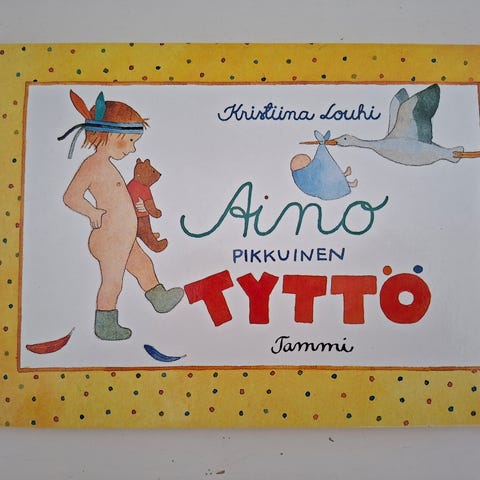 Kristiina Louhi
Aino
PIKKUINEN
TYTTÖ
Tammi